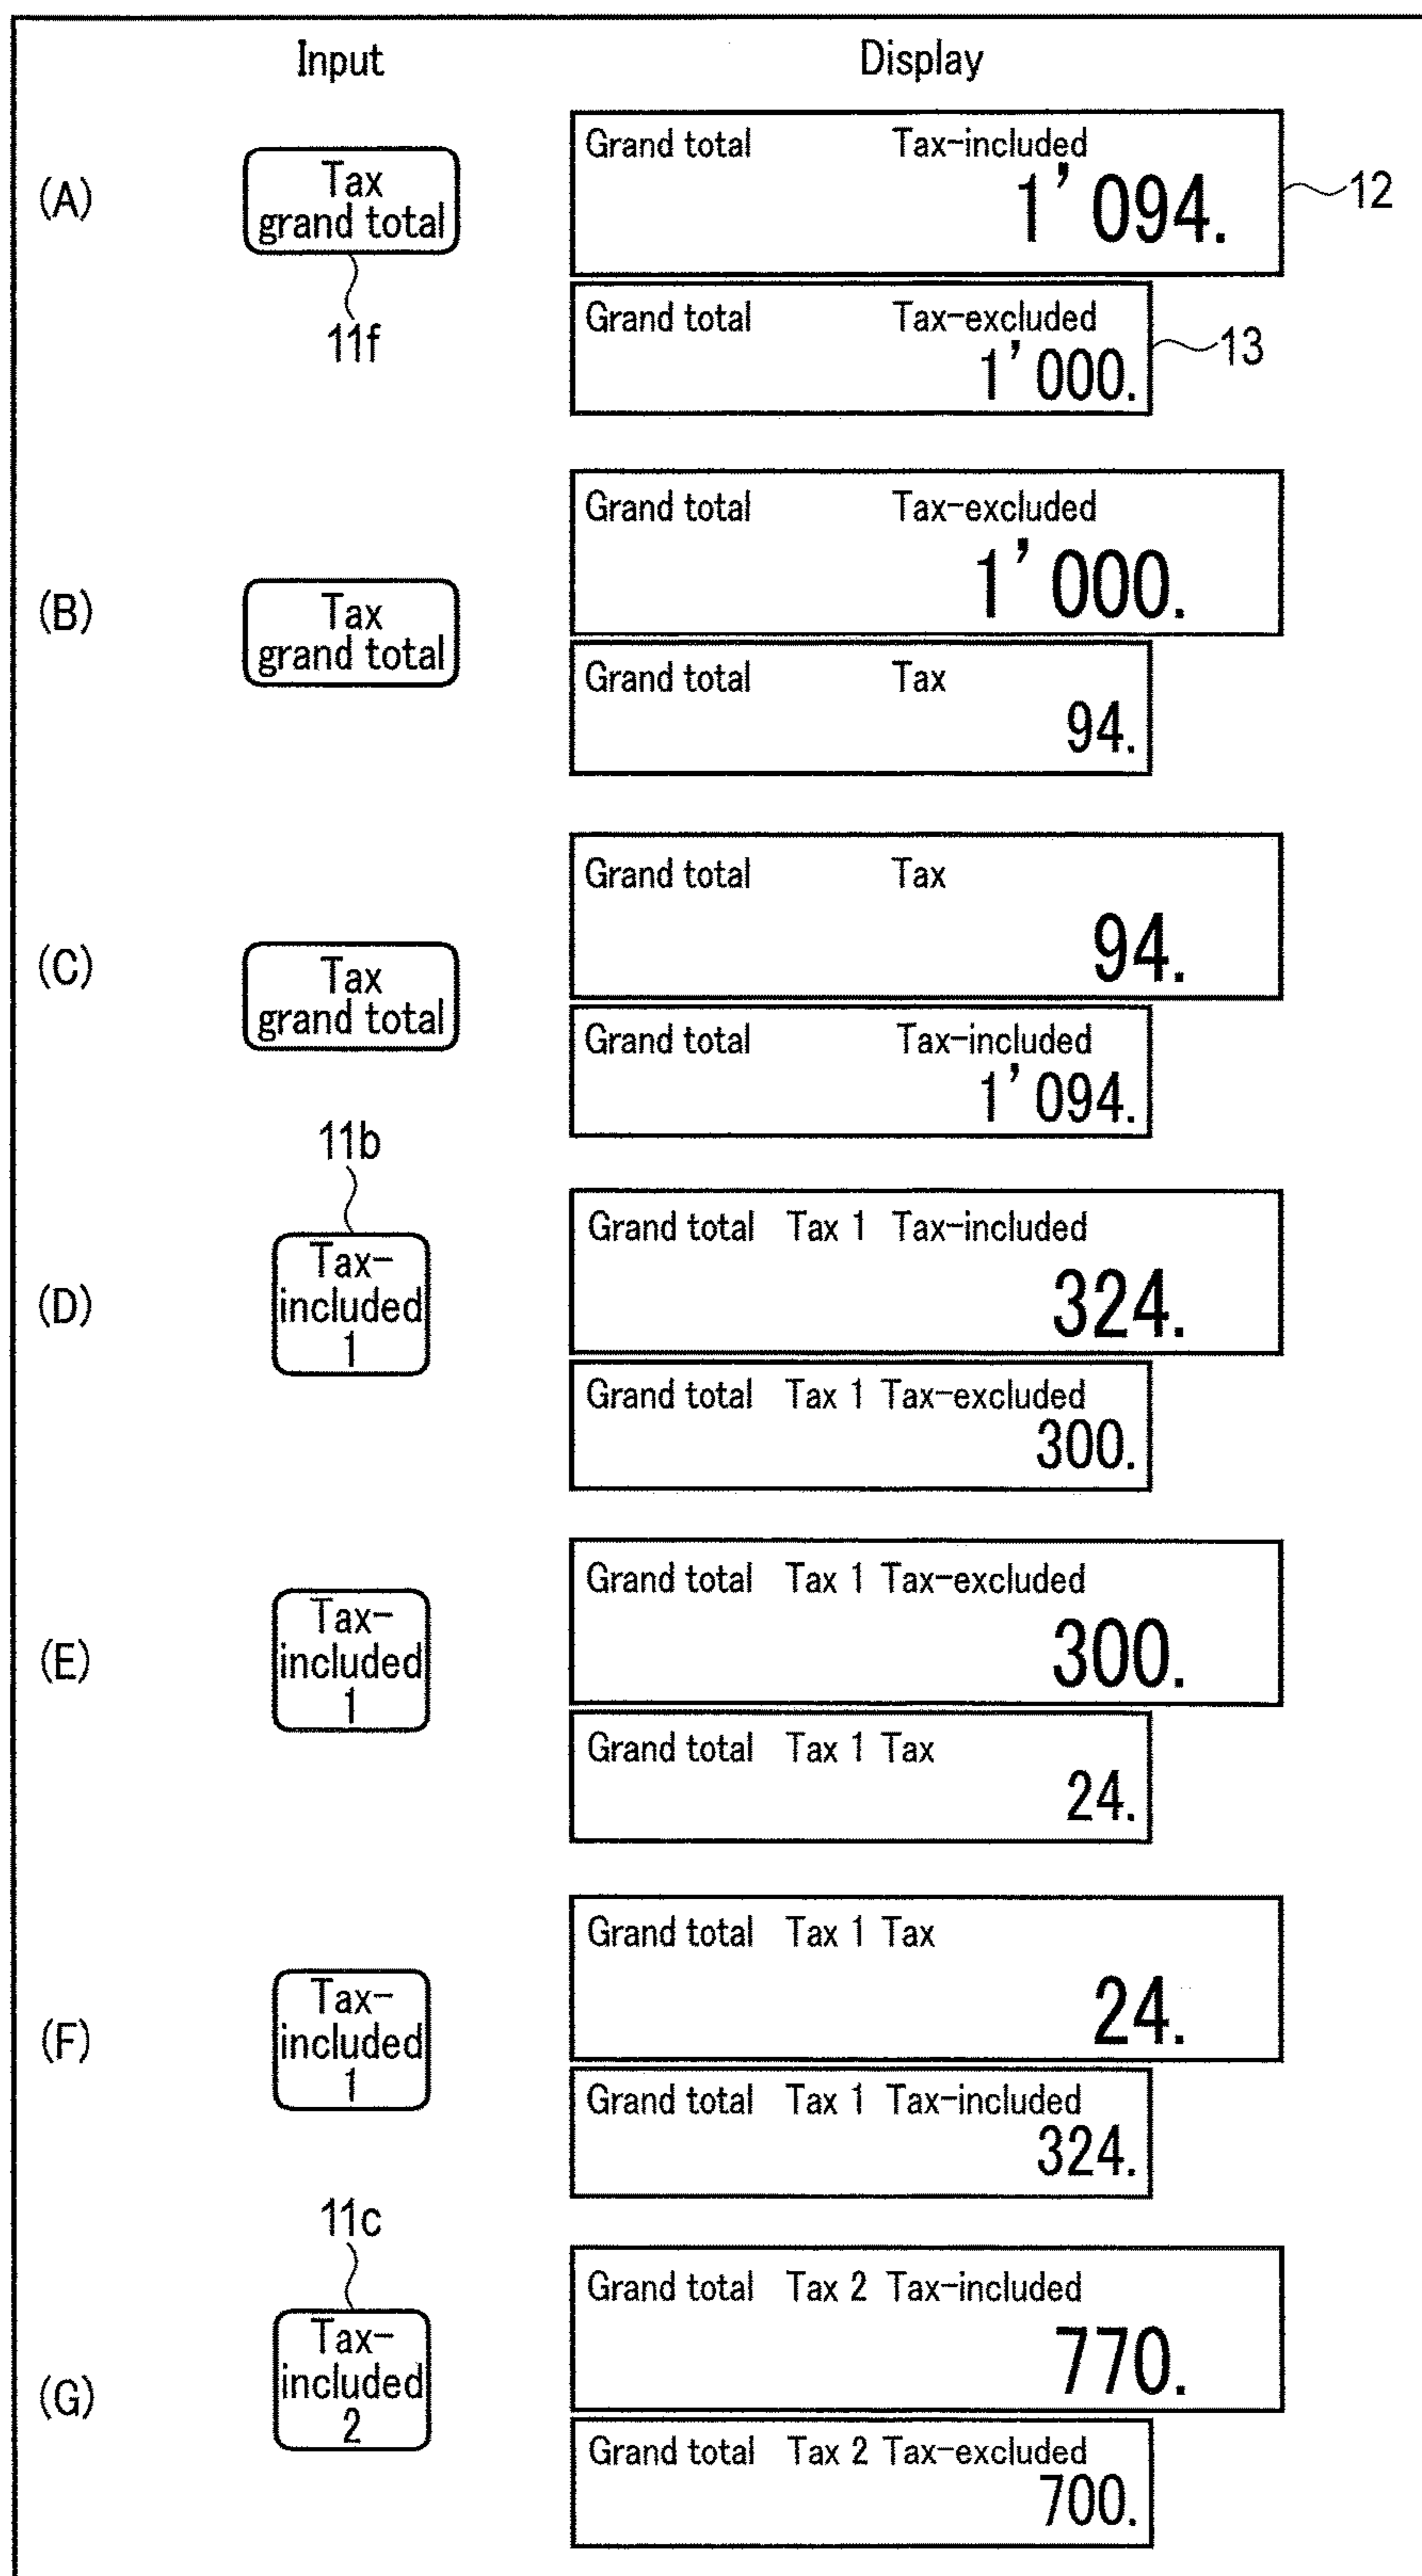 Input Display
(A)
Tax
grand total
11f
Grand total Tax-included
1'094.
12
Grand total Tax-excluded
1'000.
13
(B)
Tax
grand total
Grand total Tax-excluded
1'000.
Grand total Tax
94.
(C)
Tax
grand total
Grand total Tax
94.
Grand total Tax-included
1'094.
11b
(D)
Tax-
included
1
Grand total Tax 1 Tax-included
324.
Grand total Tax 1 Tax-excluded
300.
(E)
Tax-
included
1
Grand total Tax 1 Tax-excluded
300.
Grand total Tax 1 Tax
24.
(F)
Tax-
included
1
Grand total Tax 1 Tax
24.
Grand total Tax 1 Tax-included
324.
11c
(G)
Tax-
included
2
Grand total Tax 2 Tax-included
770.
Grand total Tax 2 Tax-excluded
700.